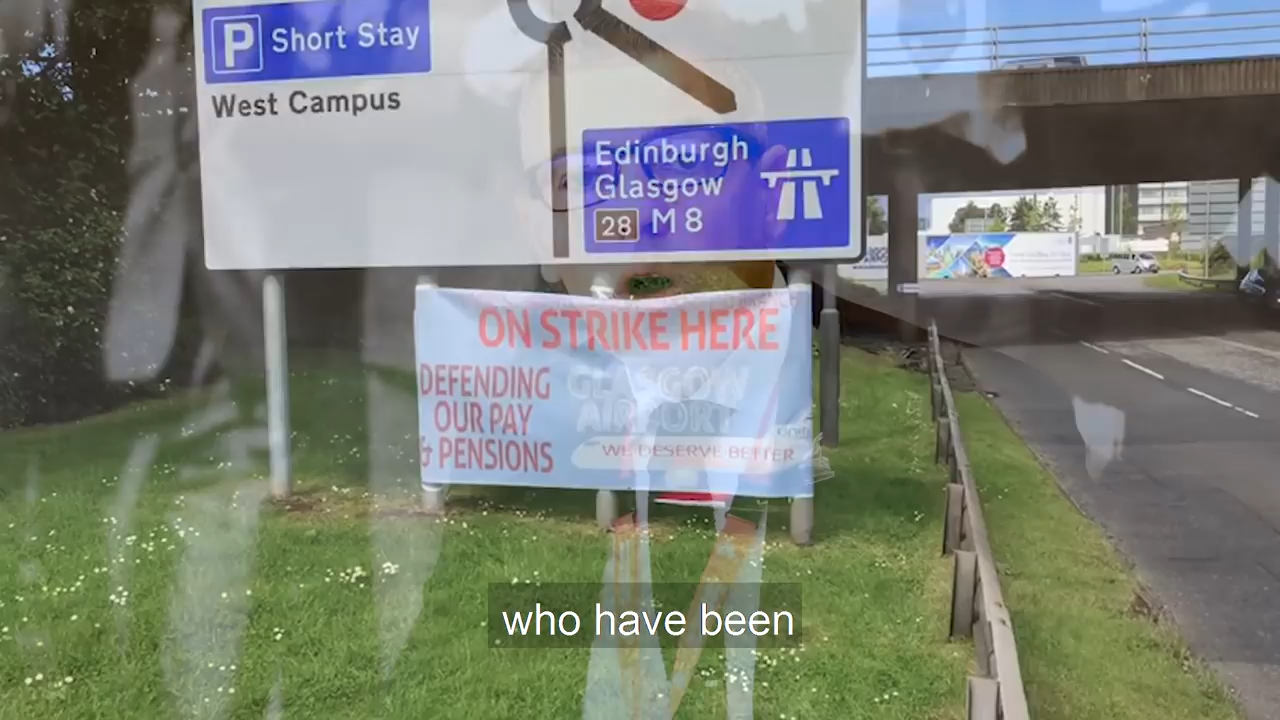 P Short Stay
West Campus
Edinburgh
Glasgow
28 M 8
ON STRIKE HERE
DEFENDING
OUR PAY
& PENSIONS
GLASGOW
AIRPORT
WE DESERVE BETTER
who have been